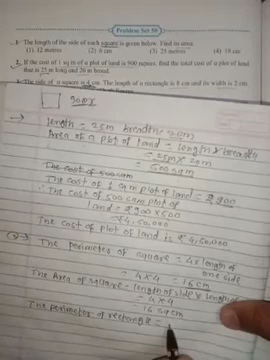 Problem Set 50
1. The length of the side of each square is given below. Find its area.
(1) 12 metres (2) 6 cm (3) 25 metres (4) 18 cm
2. If the cost of 1 sq m of a plot of land is 900 rupees, find the total cost of a plot of land
that is 25 m long and 20 m broad.
3. The side of a square is 4 cm. The length of a rectangle is 8 cm and its width is 2 cm.
900 ₹
length = 25m breadth = 20m
Area of a plot of land = length × breadth
= 25m × 20m
= 500 sqm
The cost of 500 sqm
The cost of 1 sqm plot of land = ₹ 900
∴ The cost of 500 sqm plot of
land = ₹ 900 × 500
= ₹ 4,50,000
The cost of plot of land is ₹ 4,50,000
The perimeter of square = 4 × length of
one side
= 4 × 4 = 16 cm
The Area of square = length of side × length of
= 4 × 4
= 16 sqcm
The perimeter of rectangle =